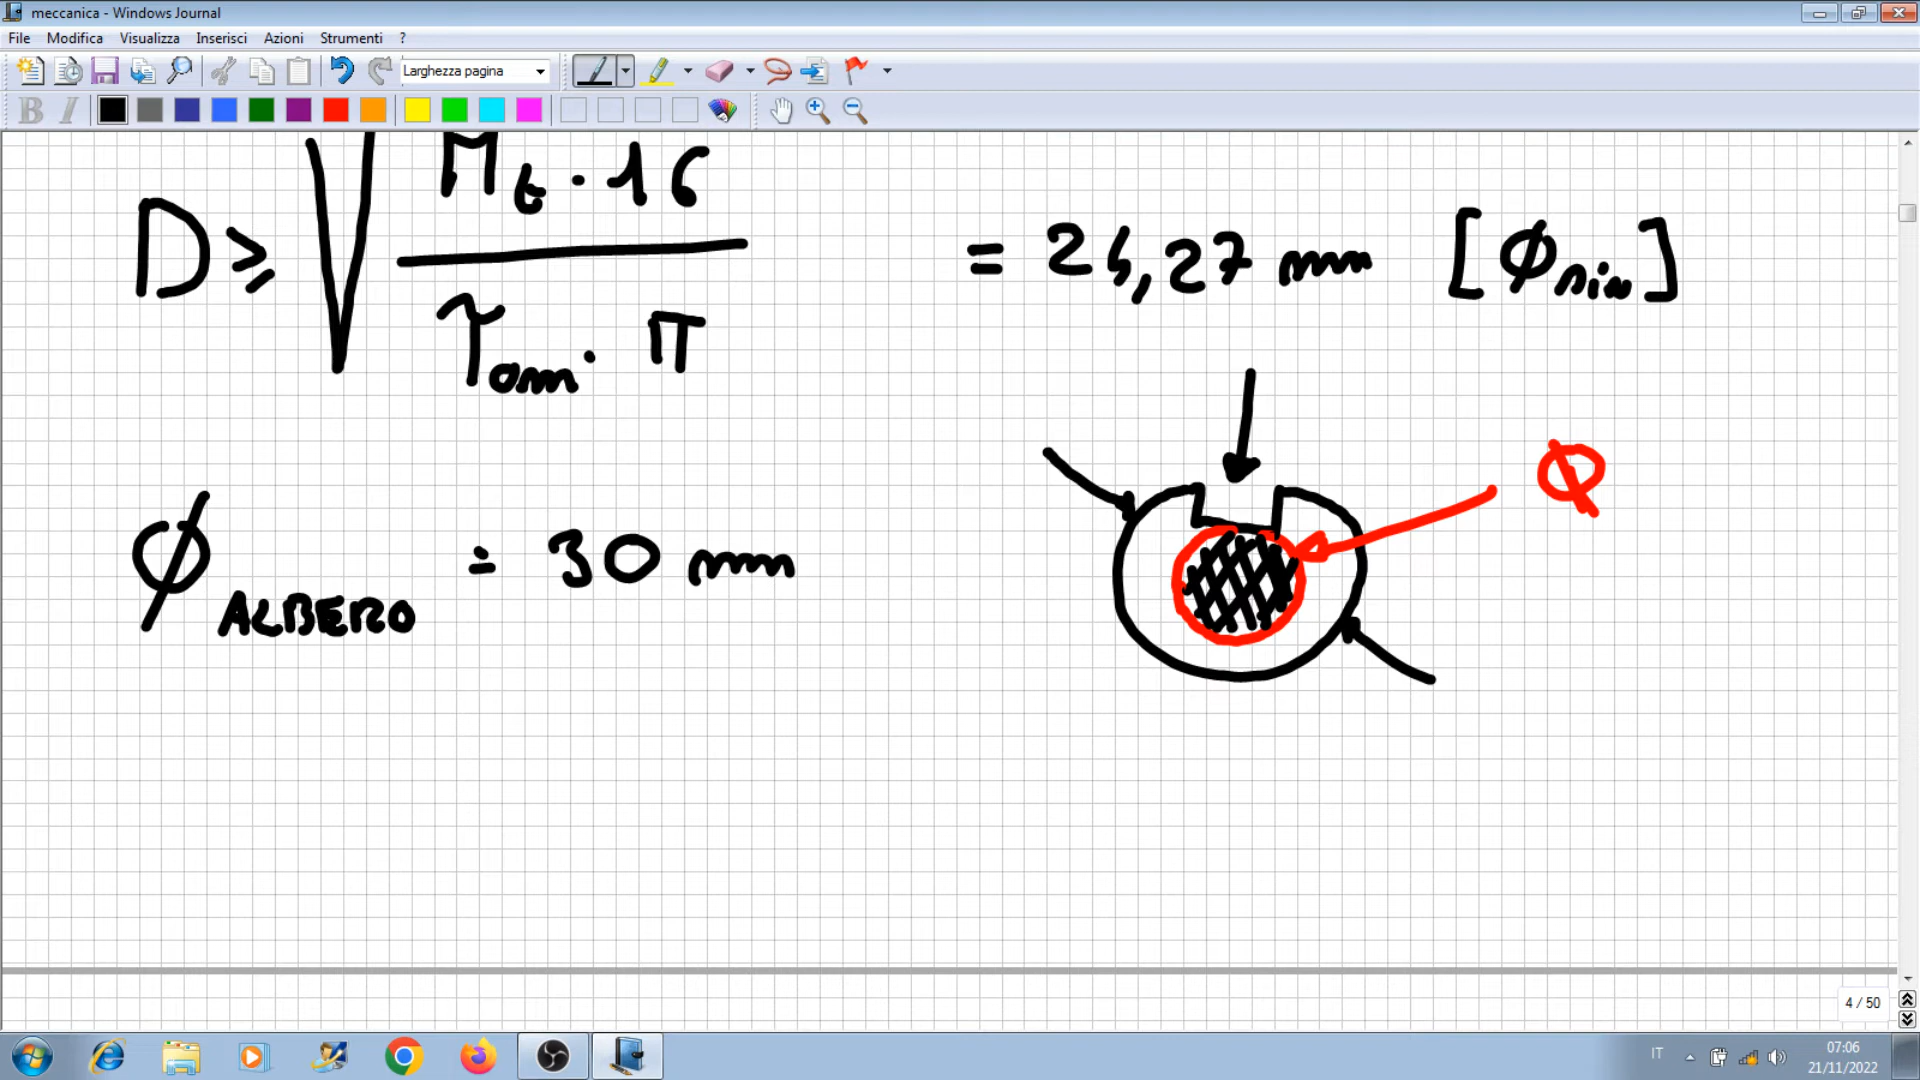 meccanica - Windows Journal
File Modifica Visualizza Inserisci Azioni Strumenti ?
Larghezza pagina
B I
D ≥ √ Mt · 16 / τam · π = 24,27 mm [ϕmin]
ϕ
ϕ ALBERO = 30 mm
4 / 50
IT
07:06
21/11/2022